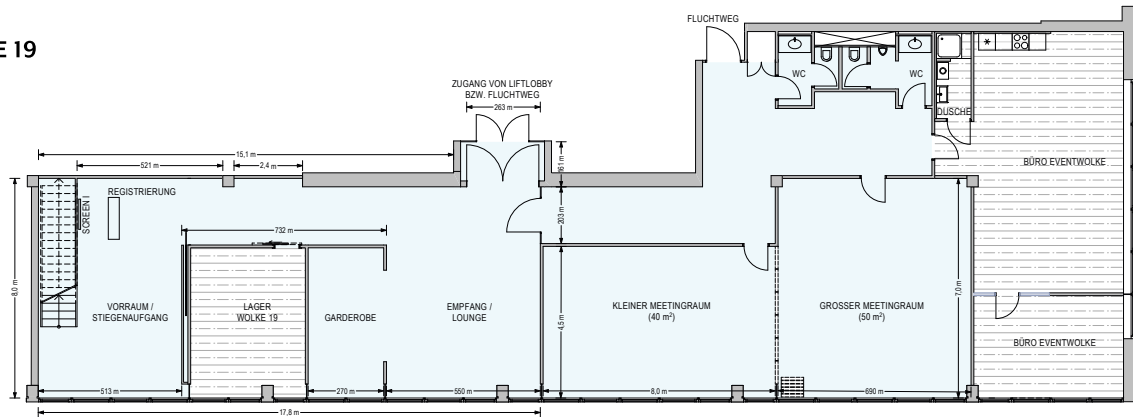 E 19
FLUCHTWEG
ZUGANG VON LIFTLOBBY
BZW. FLUCHTWEG
263 m
WC
WC
DUSCHE
15,1 m
161 m
521 m
2,4 m
BÜRO EVENTWOLKE
REGISTRIERUNG
SCREEN I
732 m
203 m
8,0 m
7,0 m
4,5 m
VORRAUM /
STIEGENAUFGANG
LAGER
WOLKE 19
GARDEROBE
EMPFANG /
LOUNGE
KLEINER MEETINGRAUM
(40 m²)
GROSSER MEETINGRAUM
(50 m²)
BÜRO EVENTWOLKE
513 m
270 m
550 m
8,0 m
690 m
17,8 m